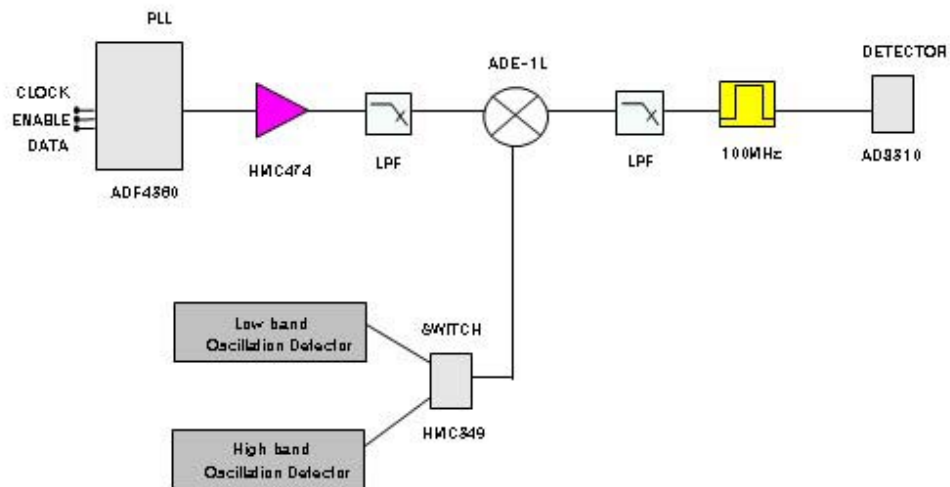 PLL
CLOCK
ENABLE
DATA
ADF4360
HMC474
LPF
ADE-1L
LPF
100MHz
DETECTOR
AD8310
Low band
Oscillation Detector
SWITCH
HMC349
High band
Oscillation Detector